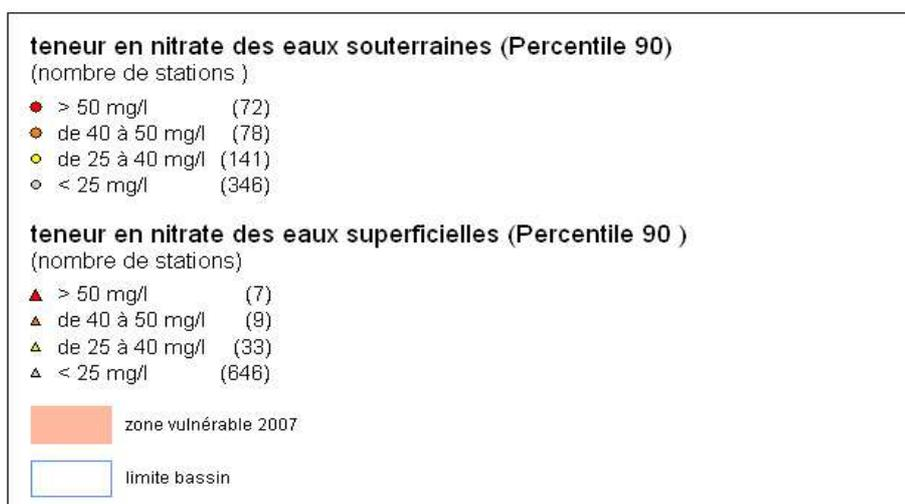 teneur en nitrate des eaux souterraines (Percentile 90)
(nombre de stations )
> 50 mg/l (72)
de 40 à 50 mg/l (78)
de 25 à 40 mg/l (141)
< 25 mg/l (346)
teneur en nitrate des eaux superficielles (Percentile 90 )
(nombre de stations)
> 50 mg/l (7)
de 40 à 50 mg/l (9)
de 25 à 40 mg/l (33)
< 25 mg/l (646)
zone vulnérable 2007
limite bassin